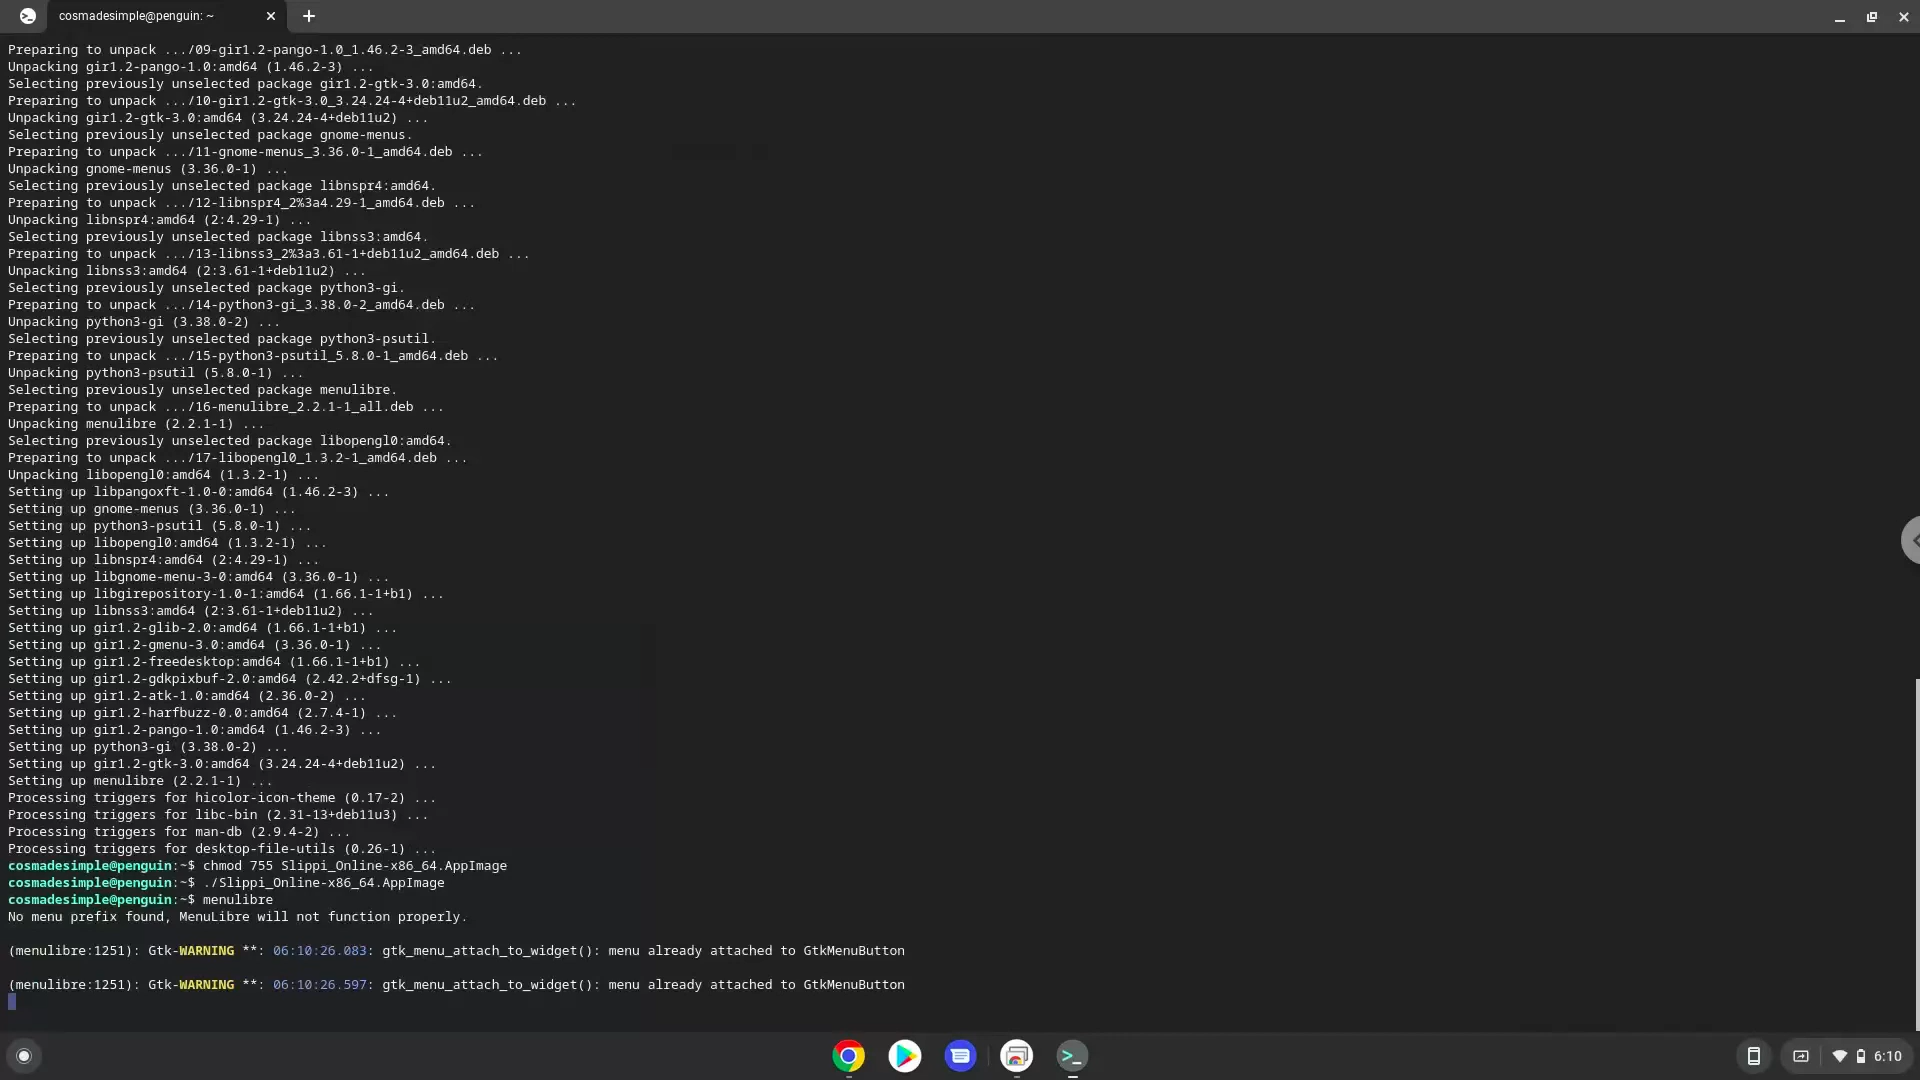 cosmadesimple@penguin: ~
Preparing to unpack .../09-gir1.2-pango-1.0_1.46.2-3_amd64.deb ...
Unpacking gir1.2-pango-1.0:amd64 (1.46.2-3) ...
Selecting previously unselected package gir1.2-gtk-3.0:amd64.
Preparing to unpack .../10-gir1.2-gtk-3.0_3.24.24-4+deb11u2_amd64.deb ...
Unpacking gir1.2-gtk-3.0:amd64 (3.24.24-4+deb11u2) ...
Selecting previously unselected package gnome-menus.
Preparing to unpack .../11-gnome-menus_3.36.0-1_amd64.deb ...
Unpacking gnome-menus (3.36.0-1) ...
Selecting previously unselected package libnspr4:amd64.
Preparing to unpack .../12-libnspr4_2%3a4.29-1_amd64.deb ...
Unpacking libnspr4:amd64 (2:4.29-1) ...
Selecting previously unselected package libnss3:amd64.
Preparing to unpack .../13-libnss3_2%3a3.61-1+deb11u2_amd64.deb ...
Unpacking libnss3:amd64 (2:3.61-1+deb11u2) ...
Selecting previously unselected package python3-gi.
Preparing to unpack .../14-python3-gi_3.38.0-2_amd64.deb ...
Unpacking python3-gi (3.38.0-2) ...
Selecting previously unselected package python3-psutil.
Preparing to unpack .../15-python3-psutil_5.8.0-1_amd64.deb ...
Unpacking python3-psutil (5.8.0-1) ...
Selecting previously unselected package menulibre.
Preparing to unpack .../16-menulibre_2.2.1-1_all.deb ...
Unpacking menulibre (2.2.1-1) ...
Selecting previously unselected package libopengl0:amd64.
Preparing to unpack .../17-libopengl0_1.3.2-1_amd64.deb ...
Unpacking libopengl0:amd64 (1.3.2-1) ...
Setting up libpangoxft-1.0-0:amd64 (1.46.2-3) ...
Setting up gnome-menus (3.36.0-1) ...
Setting up python3-psutil (5.8.0-1) ...
Setting up libopengl0:amd64 (1.3.2-1) ...
Setting up libnspr4:amd64 (2:4.29-1) ...
Setting up libgnome-menu-3-0:amd64 (3.36.0-1) ...
Setting up libgirepository-1.0-1:amd64 (1.66.1-1+b1) ...
Setting up libnss3:amd64 (2:3.61-1+deb11u2) ...
Setting up gir1.2-glib-2.0:amd64 (1.66.1-1+b1) ...
Setting up gir1.2-gmenu-3.0:amd64 (3.36.0-1) ...
Setting up gir1.2-freedesktop:amd64 (1.66.1-1+b1) ...
Setting up gir1.2-gdkpixbuf-2.0:amd64 (2.42.2+dfsg-1) ...
Setting up gir1.2-atk-1.0:amd64 (2.36.0-2) ...
Setting up gir1.2-harfbuzz-0.0:amd64 (2.7.4-1) ...
Setting up gir1.2-pango-1.0:amd64 (1.46.2-3) ...
Setting up python3-gi (3.38.0-2) ...
Setting up gir1.2-gtk-3.0:amd64 (3.24.24-4+deb11u2) ...
Setting up menulibre (2.2.1-1) ...
Processing triggers for hicolor-icon-theme (0.17-2) ...
Processing triggers for libc-bin (2.31-13+deb11u3) ...
Processing triggers for man-db (2.9.4-2) ...
Processing triggers for desktop-file-utils (0.26-1) ...
cosmadesimple@penguin:~$ chmod 755 Slippi_Online-x86_64.AppImage
cosmadesimple@penguin:~$ ./Slippi_Online-x86_64.AppImage
cosmadesimple@penguin:~$ menulibre
No menu prefix found, MenuLibre will not function properly.
(menulibre:1251): Gtk-WARNING **: 06:10:26.083: gtk_menu_attach_to_widget(): menu already attached to GtkMenuButton
(menulibre:1251): Gtk-WARNING **: 06:10:26.597: gtk_menu_attach_to_widget(): menu already attached to GtkMenuButton
6:10